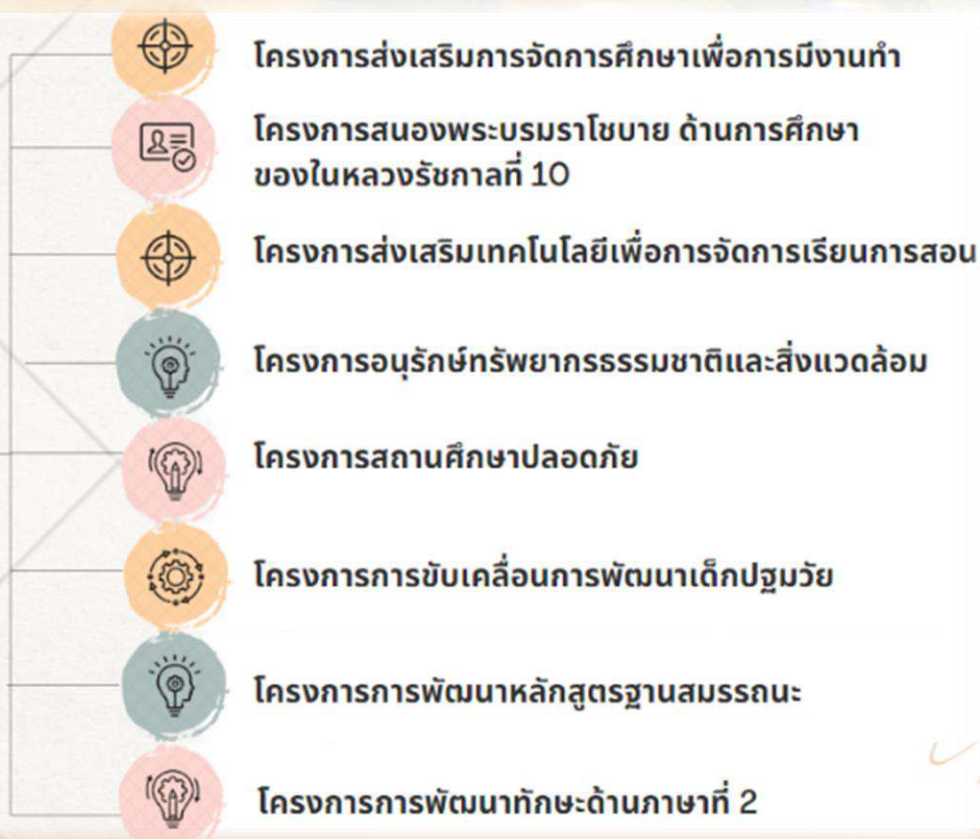 โครงการส่งเสริมการจัดการศึกษาเพื่อการมีงานทำ
โครงการสนองพระบรมราโชบาย ด้านการศึกษา
ของในหลวงรัชกาลที่ 10
โครงการส่งเสริมเทคโนโลยีเพื่อการจัดการเรียนการสอน
โครงการอนุรักษ์ทรัพยากรธรรมชาติและสิ่งแวดล้อม
โครงการสถานศึกษาปลอดภัย
โครงการการขับเคลื่อนการพัฒนาเด็กปฐมวัย
โครงการการพัฒนาหลักสูตรฐานสมรรถนะ
โครงการการพัฒนาทักษะด้านภาษาที่ 2